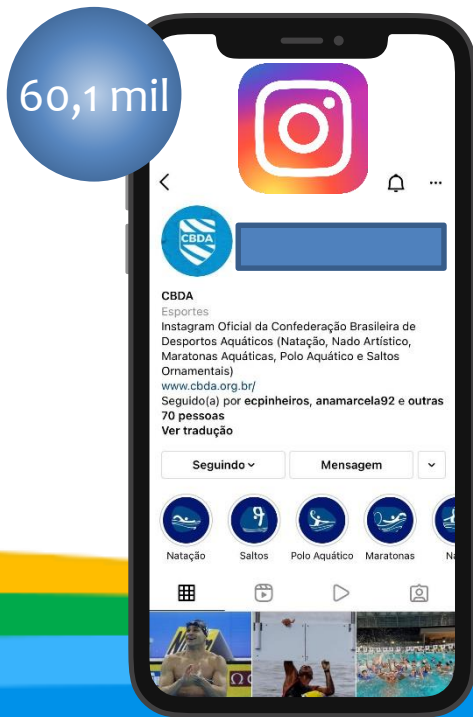 60,1 mil
CBDA
CBDA
Esportes
Instagram Oficial da Confederação Brasileira de
Desportos Aquáticos (Natação, Nado Artístico,
Maratonas Aquáticas, Polo Aquático e Saltos
Ornamentais)
www.cbda.org.br/
Seguido(a) por ecpinheiros, anamarcela92 e outras
70 pessoas
Ver tradução
Seguindo Mensagem
Natação Saltos Polo Aquático Maratonas